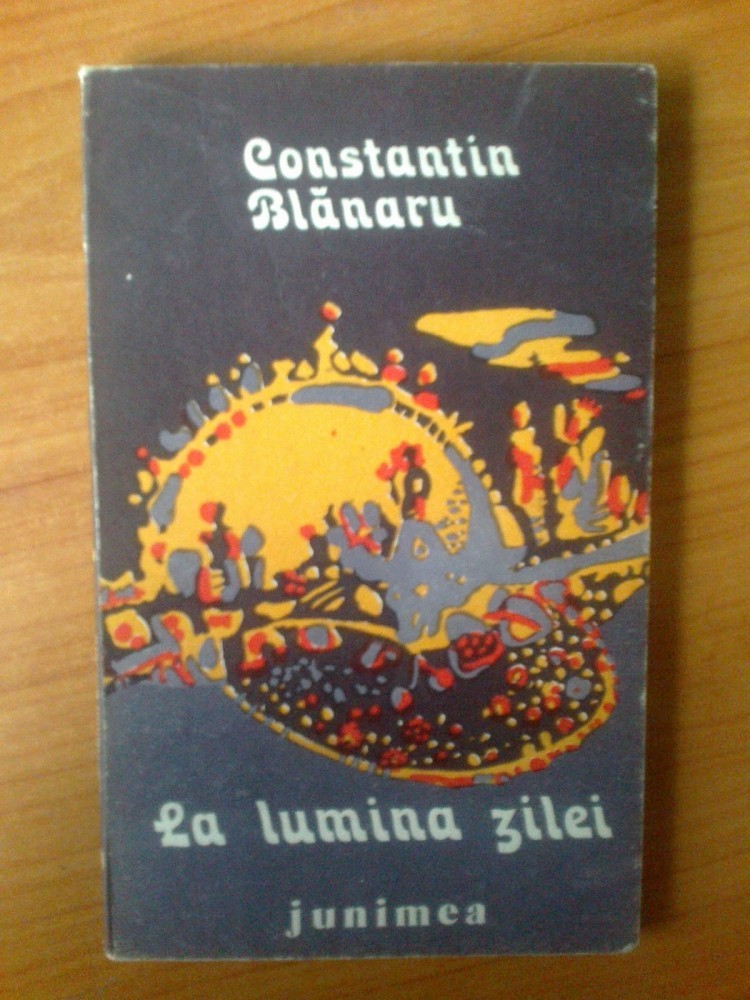 Constantin
Blănaru
La lumina zilei
junimea